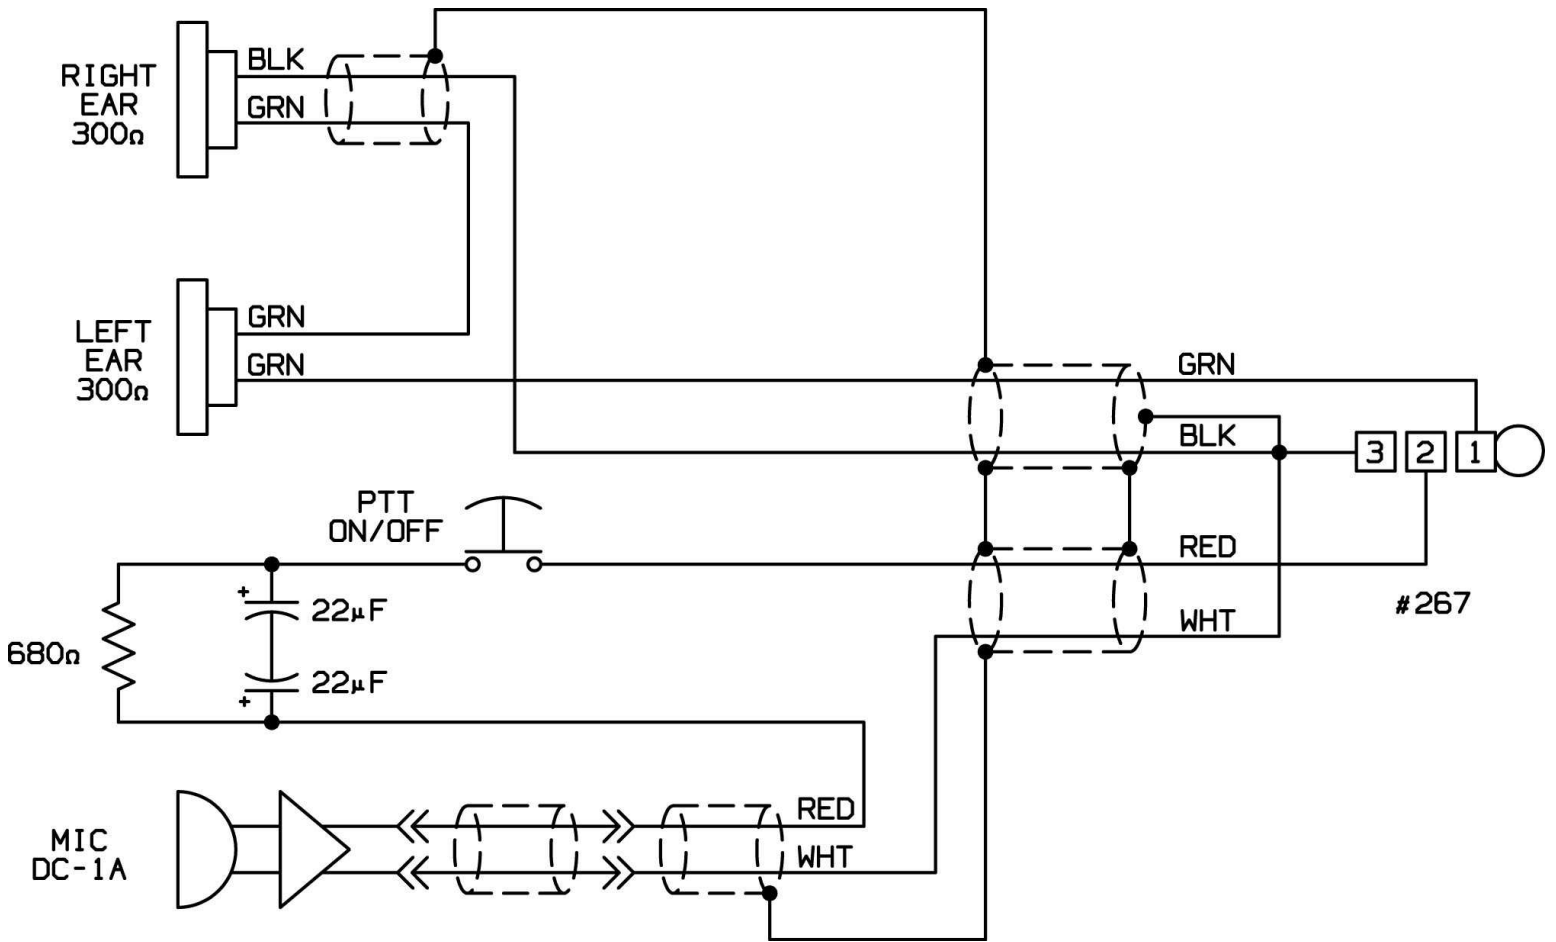 RIGHT
EAR
300Ω
BLK
GRN
LEFT
EAR
300Ω
GRN
GRN
GRN
BLK
3
2
1
PTT
ON/OFF
RED
WHT
#267
680Ω
+
22µF
22µF
+
MIC
DC-1A
RED
WHT